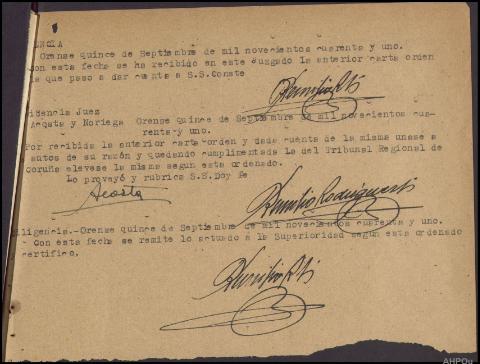 ENCIA
Orense quince de Septiembre de mil novecientos cuarenta y uno.
Con esta fecha se ha recibido en este Juzgado la anterior carta orden
la que paso a dar cuenta a S.S. Conste
idencia Juez
Acosta y Noriega Orense quince de Septiembre de mil novecientos cua-
renta y uno.
Por recibida la anterior carta orden y dada cuenta de la misma unase a
autos de su razón y quedando cumplimentada la del Tribunal Regional de
Coruña elevese la misma segun esta ordenado.
Lo proveyó y rubrica S.S. Doy Fe
Acosta
Rodriguez
iligencia.-Orense quince de Septiembre de mil novecientos cuarenta y uno.
Con esta fecha se remite lo actuado a la Superioridad segun esta ordenado
certifico.
AHPOu